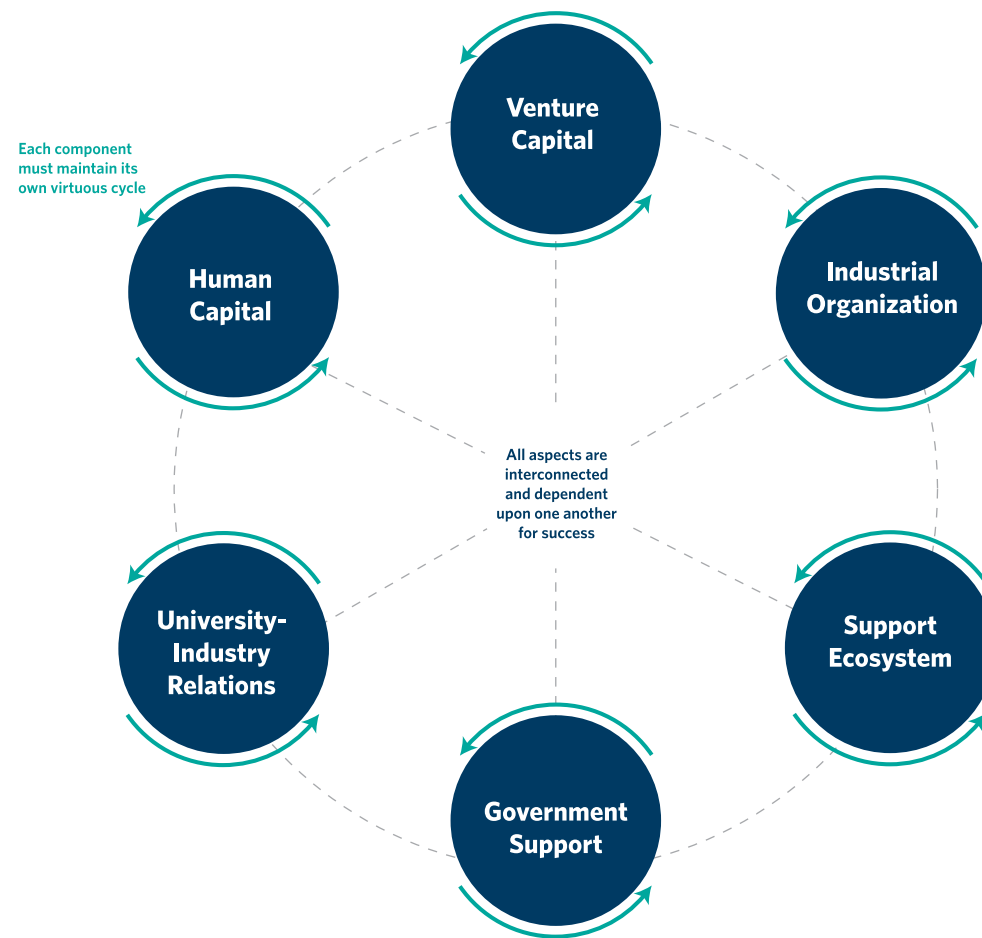 Venture
Capital
Each component
must maintain its
own virtuous cycle
Human
Capital
Industrial
Organization
All aspects are
interconnected
and dependent
upon one another
for success
University-
Industry
Relations
Support
Ecosystem
Government
Support